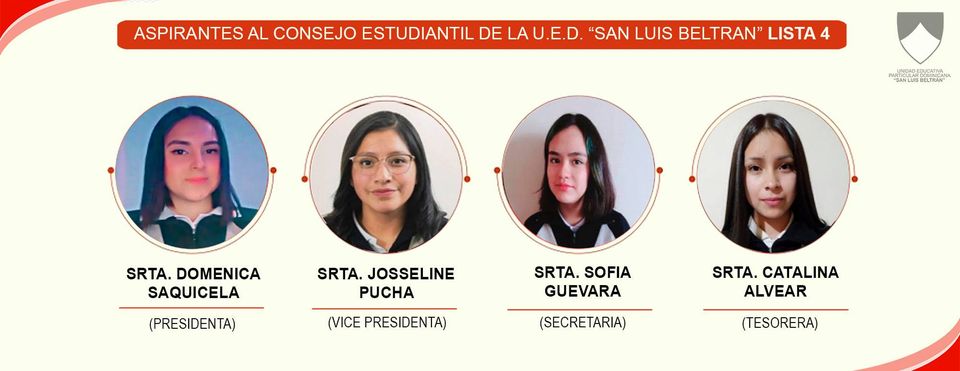 ASPIRANTES AL CONSEJO ESTUDIANTIL DE LA U.E.D. “SAN LUIS BELTRAN” LISTA 4
UNIDAD EDUCATIVA
PARTICULAR DOMINICANA
“SAN LUIS BELTRÁN”
SRTA. DOMENICA
SAQUICELA
(PRESIDENTA)
SRTA. JOSSELINE
PUCHA
(VICE PRESIDENTA)
SRTA. SOFIA
GUEVARA
(SECRETARIA)
SRTA. CATALINA
ALVEAR
(TESORERA)